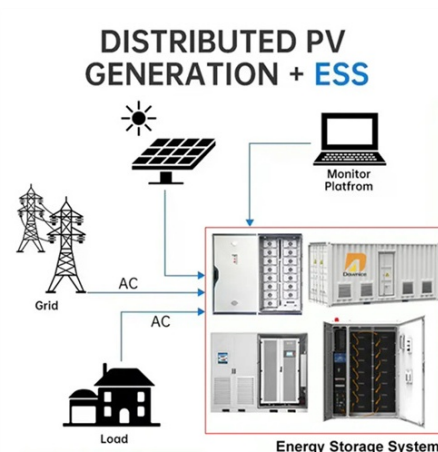 DISTRIBUTED PV
GENERATION + ESS
Monitor
Platfrom
Grid
AC
AC
Load
Energy Storage System